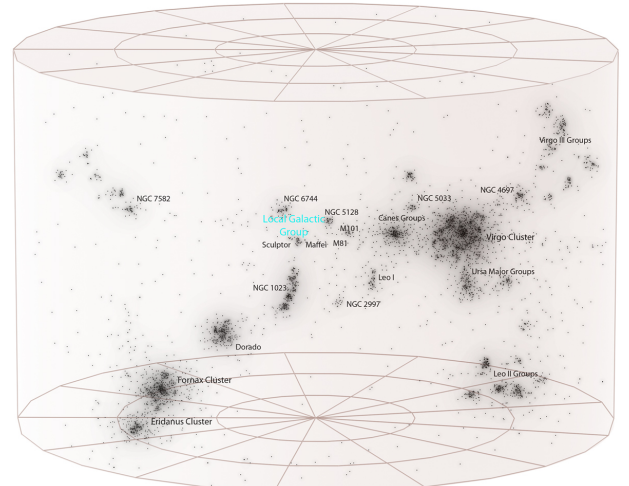 Virgo III Groups
NGC 7582
NGC 6744
NGC 5033
NGC 4697
Local Galactic
Group
NGC 5128
Canes Groups
M101
Virgo Cluster
Sculptor
Maffei
M81
Ursa Major Groups
Leo I
NGC 1023
NGC 2997
Dorado
Leo II Groups
Fornax Cluster
Eridanus Cluster